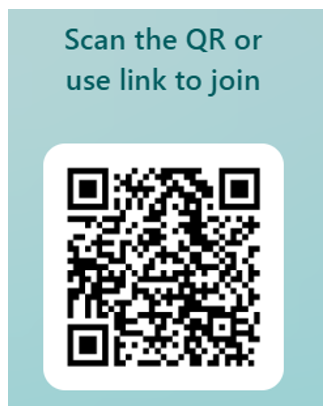 Scan the QR or
use link to join